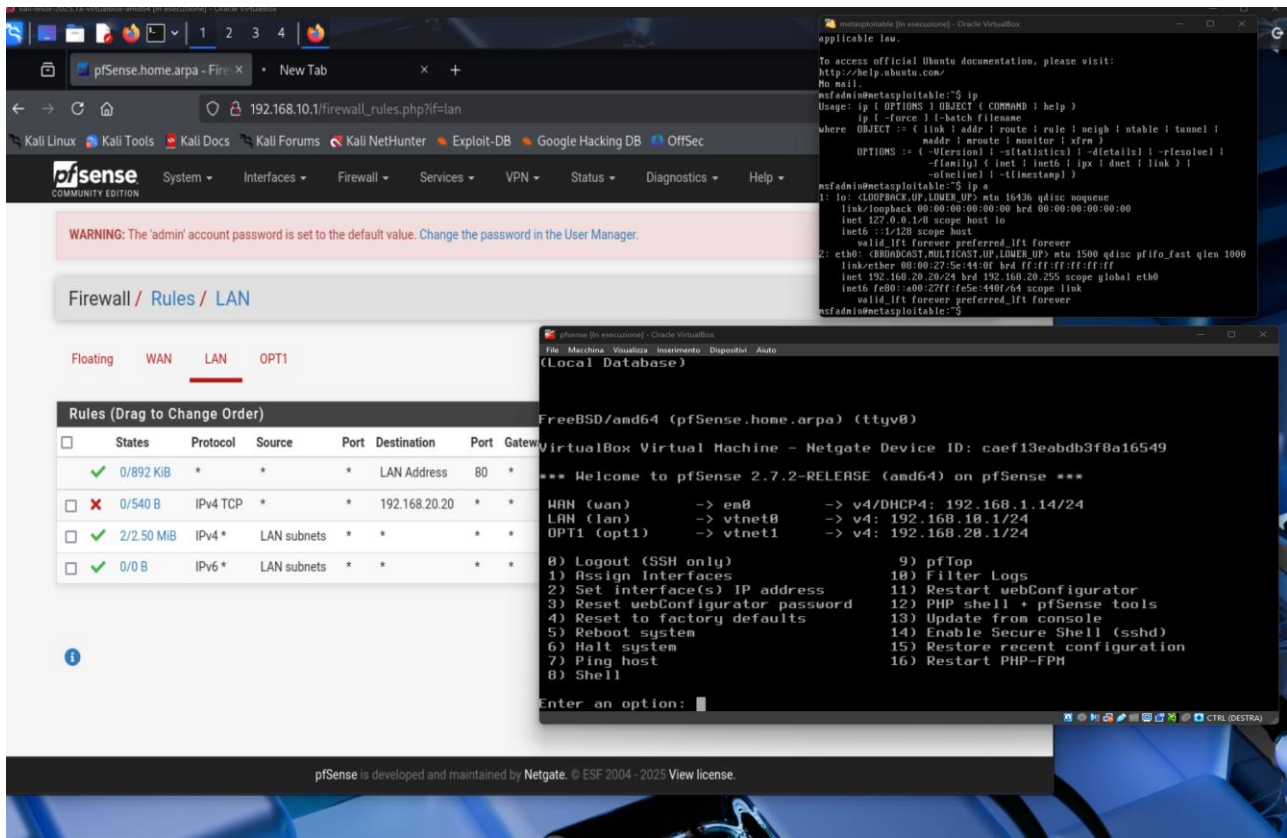 kali-linux-2025.1a-virtualbox-amd64 [In esecuzione] - Oracle VirtualBox
1 2 3 4
pfSense.home.arpa - Fire
New Tab
192.168.10.1/firewall_rules.php?if=lan
Kali Linux Kali Tools Kali Docs Kali Forums Kali NetHunter Exploit-DB Google Hacking DB OffSec
pfsense
COMMUNITY EDITION
System Interfaces Firewall Services VPN Status Diagnostics Help
WARNING: The 'admin' account password is set to the default value. Change the password in the User Manager.
Firewall / Rules / LAN
Floating WAN LAN OPT1
Rules (Drag to Change Order)
States Protocol Source Port Destination Port Gatew
0/892 KiB * * * LAN Address 80 *
0/540 B IPv4 TCP * * 192.168.20.20 * *
2/2.50 MiB IPv4 * LAN subnets * * * *
0/0 B IPv6 * LAN subnets * * * *
pfSense is developed and maintained by Netgate. © ESF 2004 - 2025 View license.
metasploitable [In esecuzione] - Oracle VirtualBox
applicable law.
To access official Ubuntu documentation, please visit:
http://help.ubuntu.com/
No mail.
msfadmin@metasploitable:~$ ip
Usage: ip [ OPTIONS ] OBJECT { COMMAND | help }
ip [ -force ] [-batch filename
where OBJECT := { link | addr | route | rule | neigh | ntable | tunnel |
maddr | mroute | monitor | xfrm }
OPTIONS := { -V[ersion] | -s[tatistics] | -d[etails] | -r[esolve] |
-f[amily] { inet | inet6 | ipx | dnet | link } |
-o[neline] | -t[imestamp] }
msfadmin@metasploitable:~$ ip a
1: lo: <LOOPBACK,UP,LOWER_UP> mtu 16436 qdisc noqueue
link/loopback 00:00:00:00:00:00 brd 00:00:00:00:00:00
inet 127.0.0.1/8 scope host lo
inet6 ::1/128 scope host
valid_lft forever preferred_lft forever
2: eth0: <BROADCAST,MULTICAST,UP,LOWER_UP> mtu 1500 qdisc pfifo_fast qlen 1000
link/ether 08:00:27:5e:44:0f brd ff:ff:ff:ff:ff:ff
inet 192.168.20.20/24 brd 192.168.20.255 scope global eth0
inet6 fe80::a00:27ff:fe5e:440f/64 scope link
valid_lft forever preferred_lft forever
msfadmin@metasploitable:~$
pfsense [In esecuzione] - Oracle VirtualBox
File Macchina Visualizza Inserimento Dispositivi Aiuto
(Local Database)
FreeBSD/amd64 (pfSense.home.arpa) (ttyv0)
VirtualBox Virtual Machine - Netgate Device ID: caef13eabdb3f8a16549
*** Welcome to pfSense 2.7.2-RELEASE (amd64) on pfSense ***
WAN (wan) -> em0 -> v4/DHCP4: 192.168.1.14/24
LAN (lan) -> vtnet0 -> v4: 192.168.10.1/24
OPT1 (opt1) -> vtnet1 -> v4: 192.168.20.1/24
0) Logout (SSH only) 9) pfTop
1) Assign Interfaces 10) Filter Logs
2) Set interface(s) IP address 11) Restart webConfigurator
3) Reset webConfigurator password 12) PHP shell + pfSense tools
4) Reset to factory defaults 13) Update from console
5) Reboot system 14) Enable Secure Shell (sshd)
6) Halt system 15) Restore recent configuration
7) Ping host 16) Restart PHP-FPM
8) Shell
Enter an option:
CTRL (DESTRA)